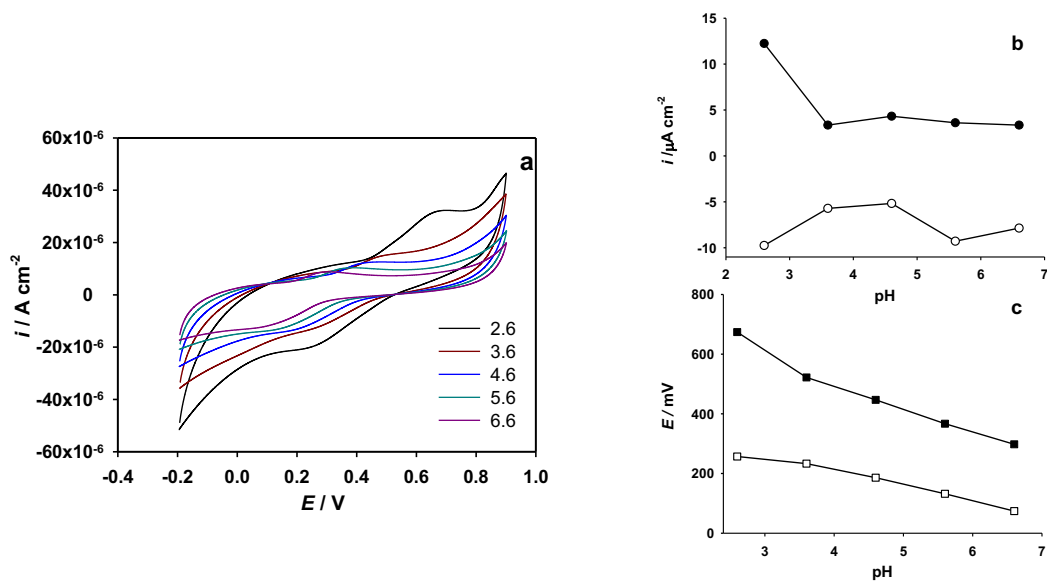 a
60x10⁻⁶
40x10⁻⁶
20x10⁻⁶
0
-20x10⁻⁶
-40x10⁻⁶
-60x10⁻⁶
i / A cm⁻²
-0.4 -0.2 0.0 0.2 0.4 0.6 0.8 1.0
E / V
2.6
3.6
4.6
5.6
6.6
b
15
10
5
0
-5
-10
i /µA cm⁻²
2 3 4 5 6 7
pH
c
800
600
400
200
0
E / mV
3 4 5 6 7
pH